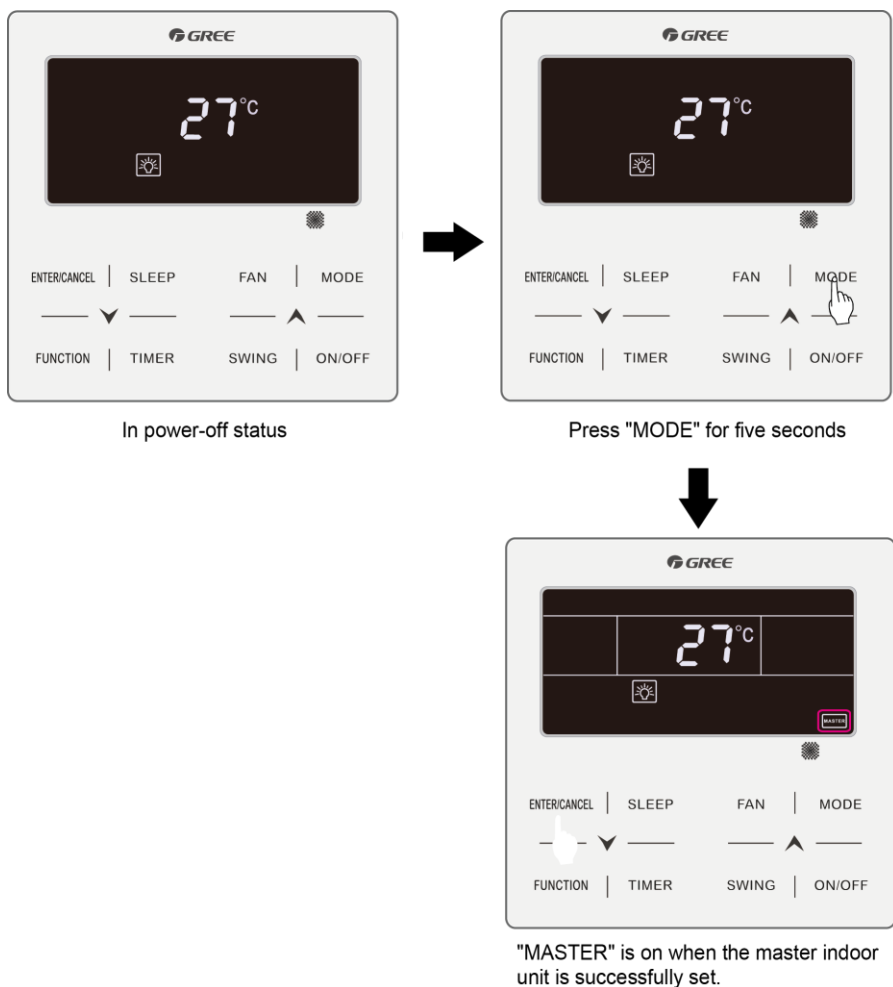 GREE
27°C
ENTER/CANCEL | SLEEP FAN | MODE
FUNCTION | TIMER SWING | ON/OFF
In power-off status
GREE
27°C
ENTER/CANCEL | SLEEP FAN | MODE
FUNCTION | TIMER SWING | ON/OFF
Press "MODE" for five seconds
GREE
27°C
MASTER
ENTER/CANCEL | SLEEP FAN | MODE
FUNCTION | TIMER SWING | ON/OFF
"MASTER" is on when the master indoor
unit is successfully set.